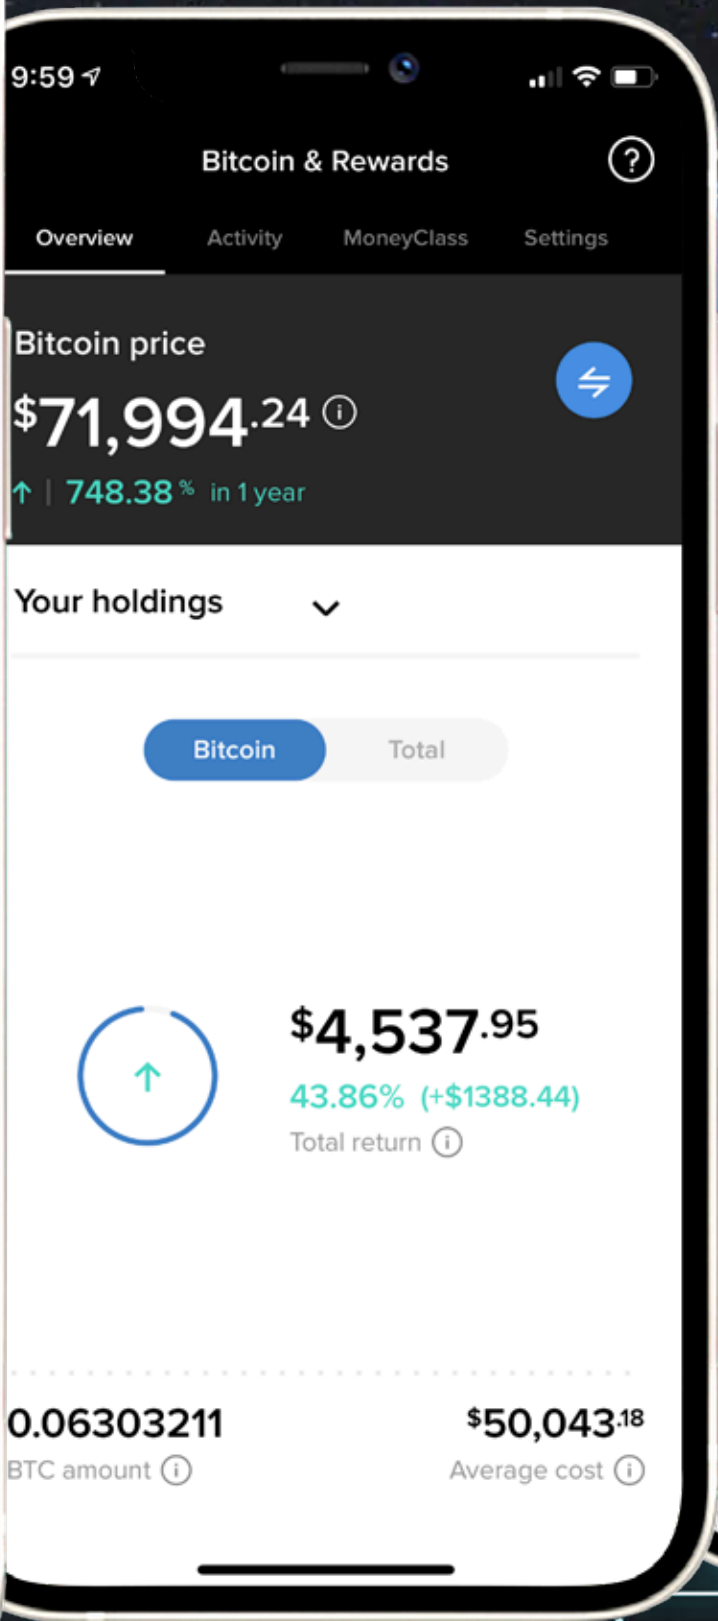 9:59
Bitcoin & Rewards
?
Overview Activity MoneyClass Settings
Bitcoin price
$71,994.24 i
↑ | 748.38% in 1 year
Your holdings
Bitcoin Total
$4,537.95
43.86% (+$1388.44)
Total return i
0.06303211 $50,043.18
BTC amount i Average cost i